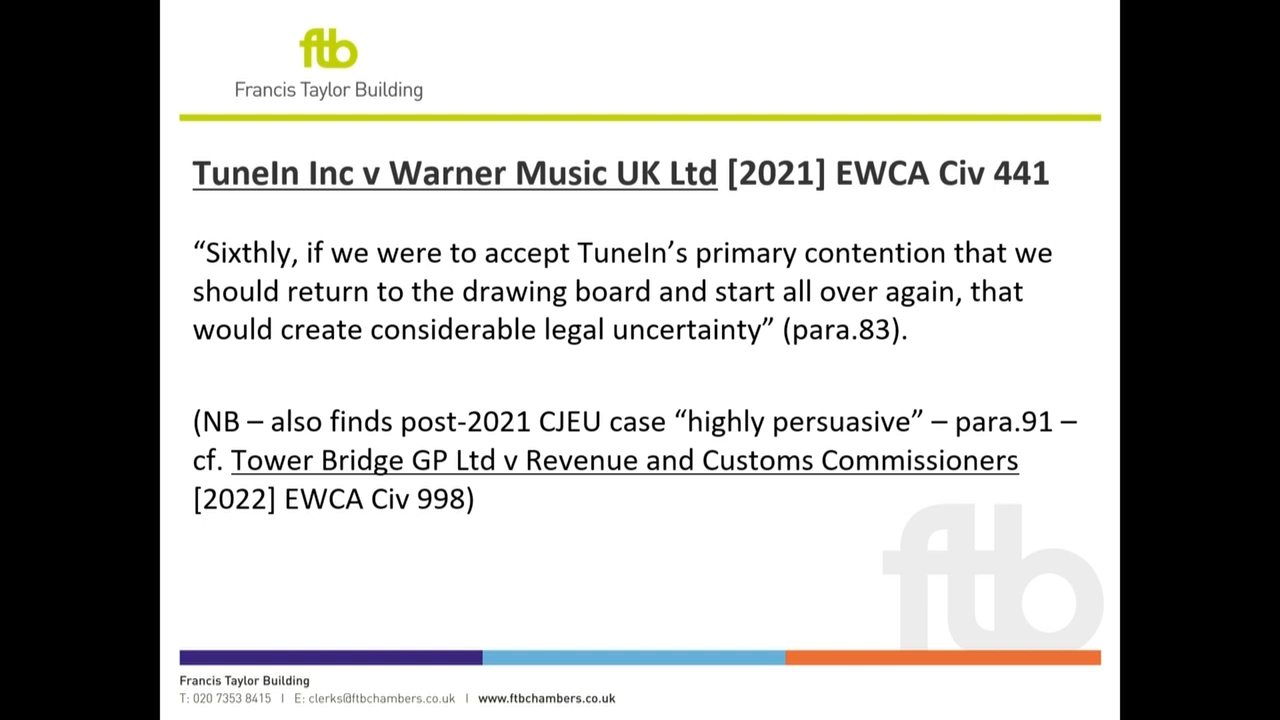 ftb
Francis Taylor Building
TuneIn Inc v Warner Music UK Ltd [2021] EWCA Civ 441
“Sixthly, if we were to accept TuneIn’s primary contention that we
should return to the drawing board and start all over again, that
would create considerable legal uncertainty” (para.83).
(NB – also finds post-2021 CJEU case “highly persuasive” – para.91 –
cf. Tower Bridge GP Ltd v Revenue and Customs Commissioners
[2022] EWCA Civ 998)
ftb
Francis Taylor Building
T: 020 7353 8415 I E: clerks@ftbchambers.co.uk I www.ftbchambers.co.uk